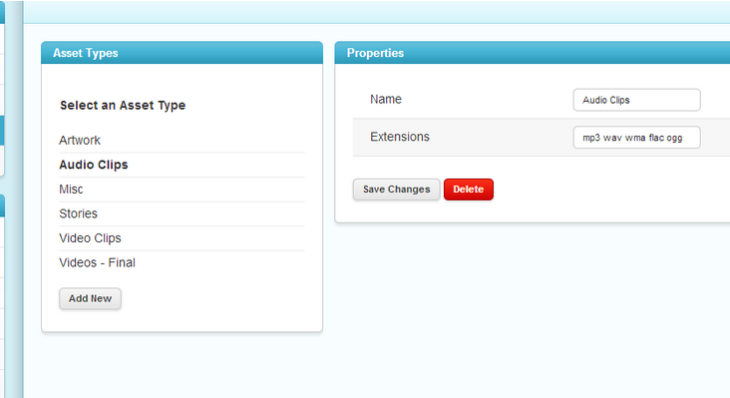 Asset Types
Select an Asset Type
Artwork
Audio Clips
Misc
Stories
Video Clips
Videos - Final
Add New
Properties
Name
Audio Clips
Extensions
mp3 wav wma flac ogg
Save Changes
Delete